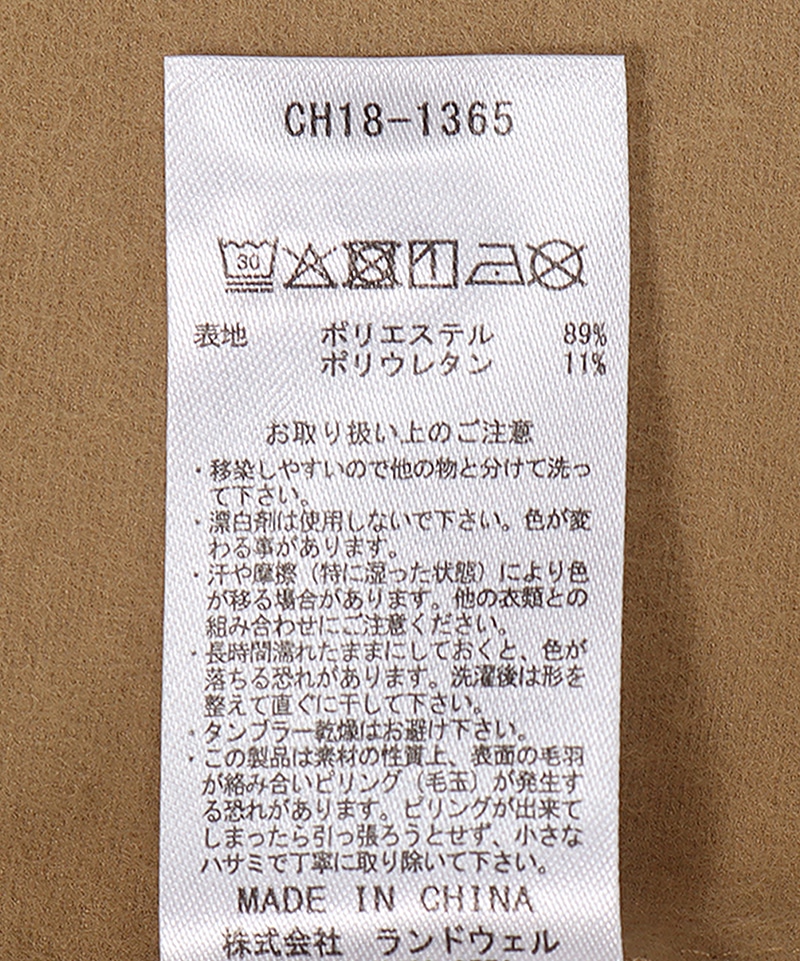 CH18-1365
30
表地 ポリエステル 89%
ポリウレタン 11%
お取り扱い上のご注意
・移染しやすいので他の物と分けて洗っ
て下さい。
・漂白剤は使用しないで下さい。色が変
わる事があります。
・汗や摩擦（特に湿った状態）により色
が移る場合があります。他の衣類との
組み合わせにご注意ください。
・長時間濡れたままにしておくと、色が
落ちる恐れがあります。洗濯後は形を
整えて直ぐに干して下さい。
・タンブラー乾燥はお避け下さい。
・この製品は素材の性質上、表面の毛羽
が絡み合いピリング（毛玉）が発生す
る恐れがあります。ピリングが出来て
しまったら引っ張ろうとせず、小さな
ハサミで丁寧に取り除いて下さい。
MADE IN CHINA
株式会社 ランドウェル